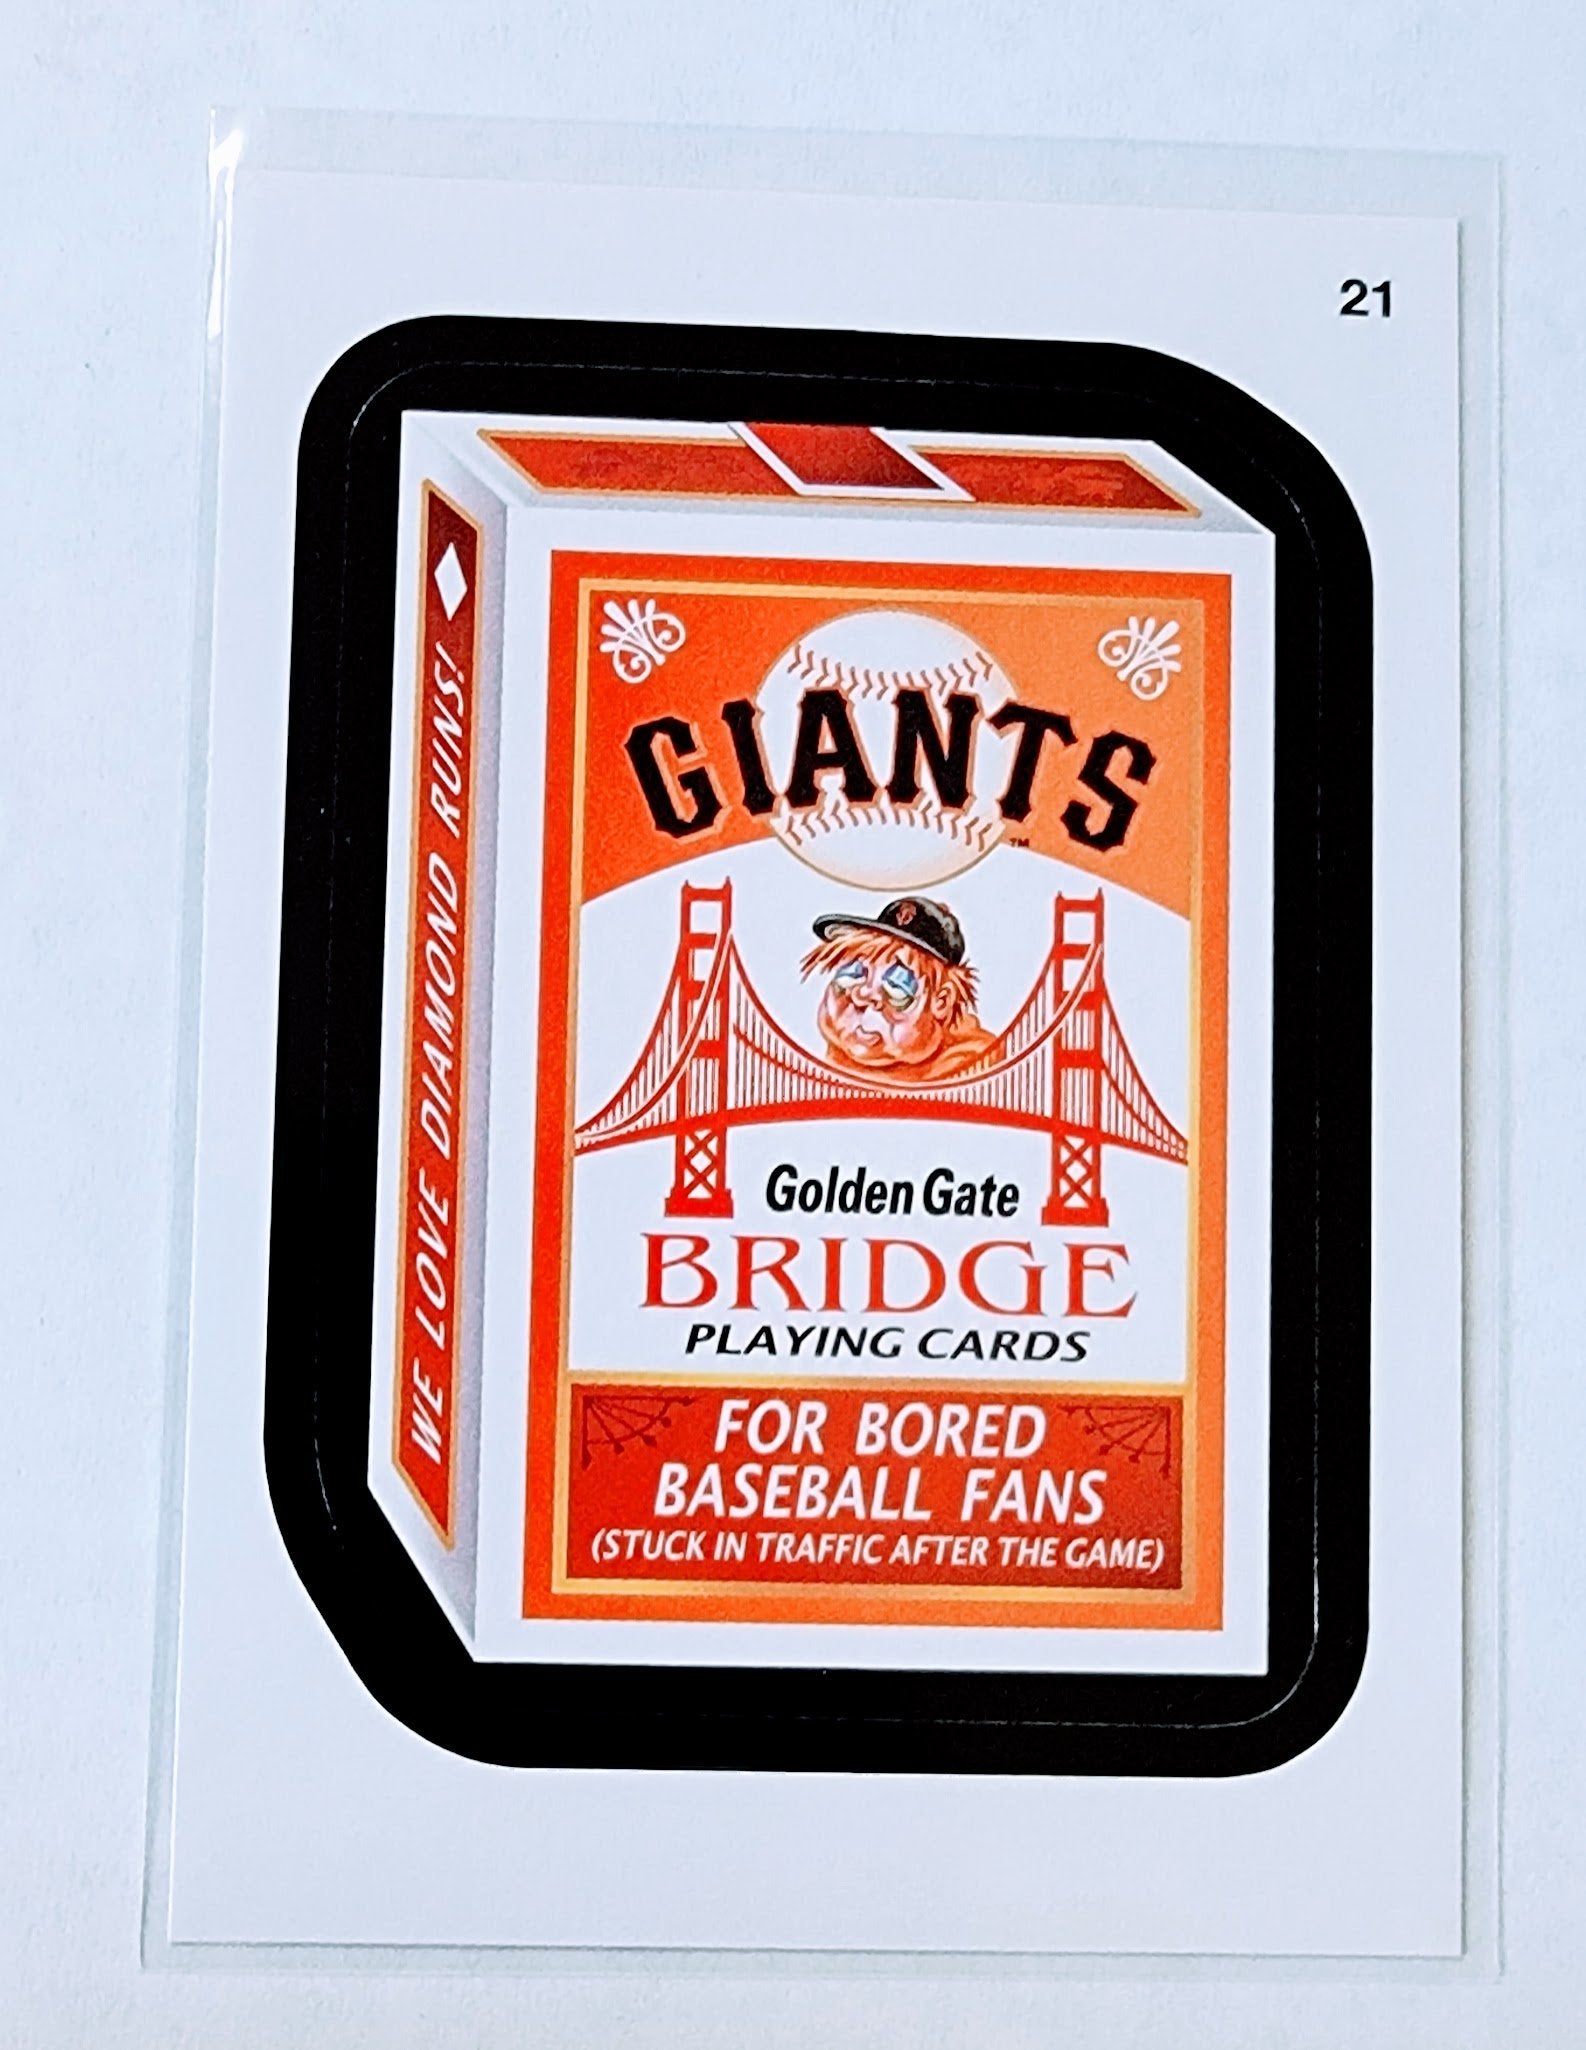 21
WE LOVE DIAMOND RUNS!
GIANTS
TM
Golden Gate
BRIDGE
PLAYING CARDS
FOR BORED
BASEBALL FANS
(STUCK IN TRAFFIC AFTER THE GAME)